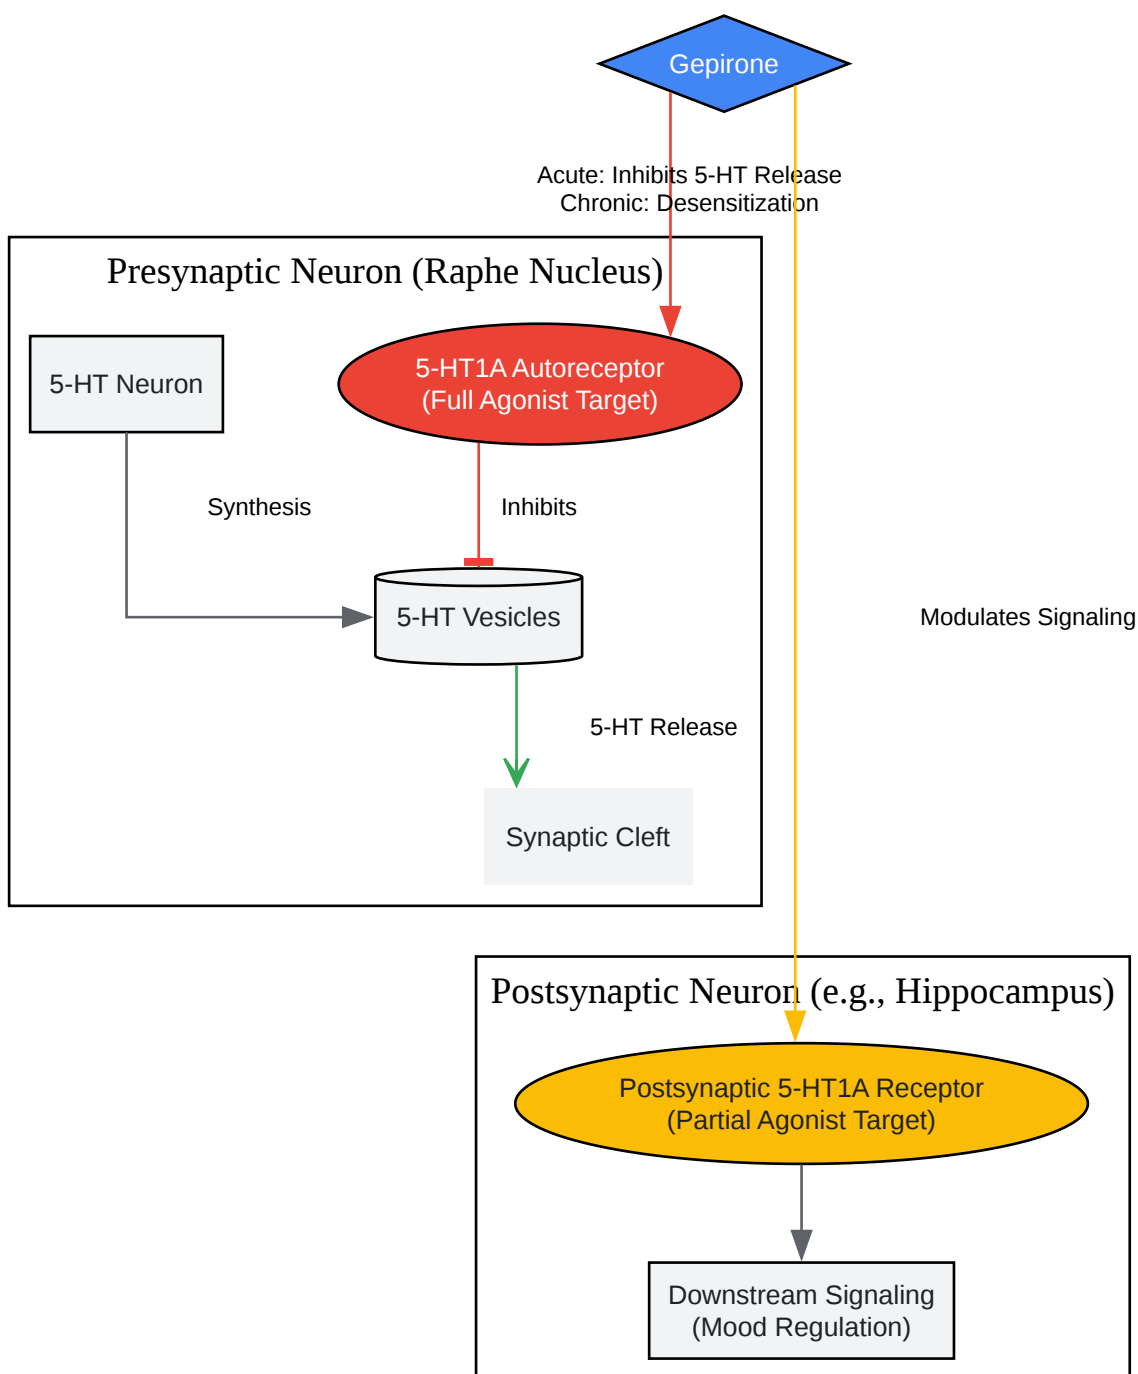 Gepirone
Acute: Inhibits 5-HT Release
Chronic: Desensitization
Presynaptic Neuron (Raphe Nucleus)
5-HT Neuron
5-HT1A Autoreceptor
(Full Agonist Target)
Synthesis
Inhibits
5-HT Vesicles
Modulates Signaling
5-HT Release
Synaptic Cleft
Postsynaptic Neuron (e.g., Hippocampus)
Postsynaptic 5-HT1A Receptor
(Partial Agonist Target)
Downstream Signaling
(Mood Regulation)